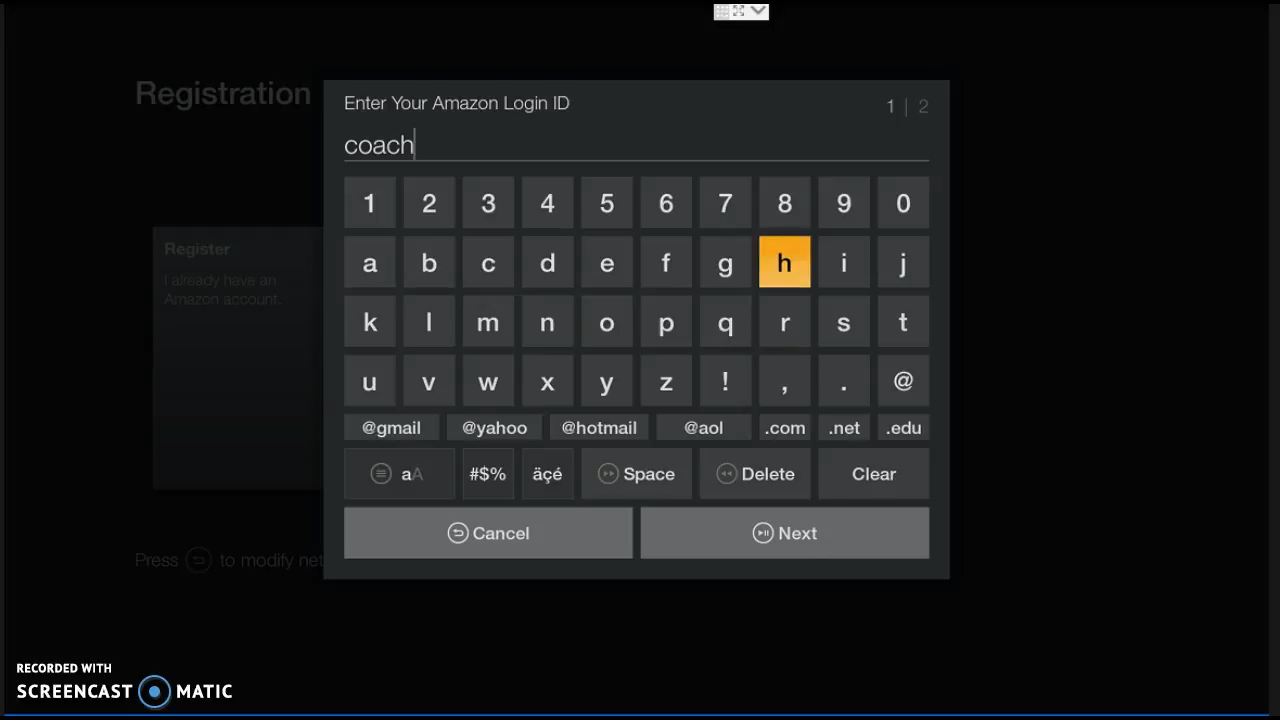 Registration
Enter Your Amazon Login ID
1 | 2
coach
1 2 3 4 5 6 7 8 9 0
Register
I already have an
Amazon account.
a b c d e f g h i j
k l m n o p q r s t
u v w x y z ! , . @
@gmail @yahoo @hotmail @aol .com .net .edu
aA #$% äçé Space Delete Clear
Cancel Next
Press to modify net
RECORDED WITH
SCREENCAST MATIC